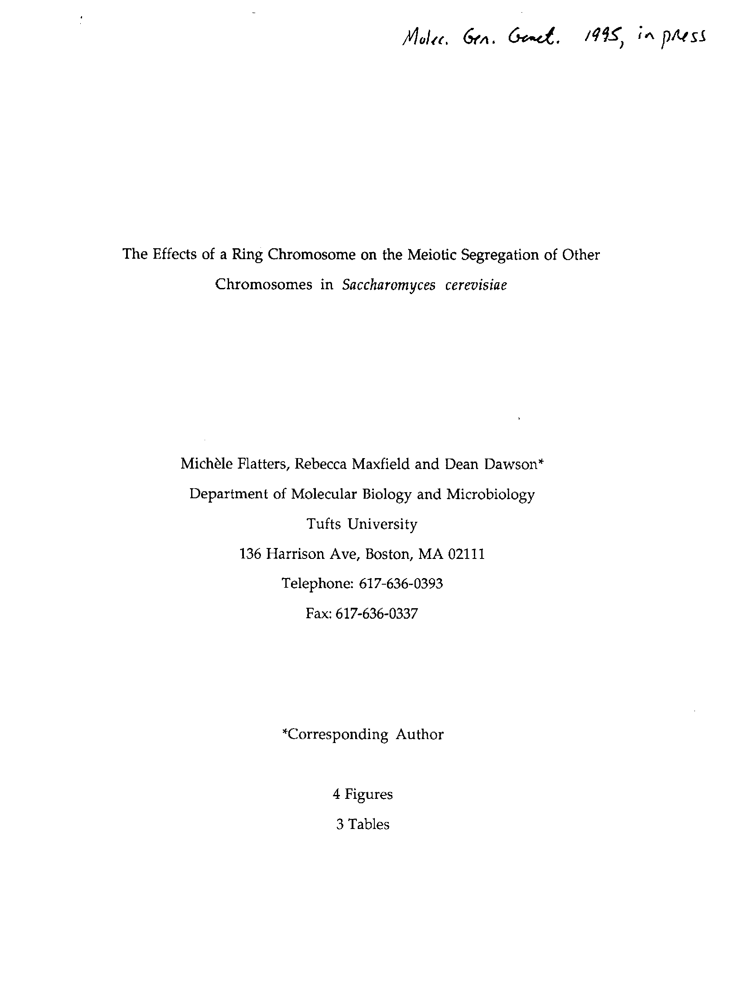 Molec. Gen. Genet. 1995, in press
The Effects of a Ring Chromosome on the Meiotic Segregation of Other
Chromosomes in Saccharomyces cerevisiae
Michèle Flatters, Rebecca Maxfield and Dean Dawson*
Department of Molecular Biology and Microbiology
Tufts University
136 Harrison Ave, Boston, MA 02111
Telephone: 617-636-0393
Fax: 617-636-0337
*Corresponding Author
4 Figures
3 Tables